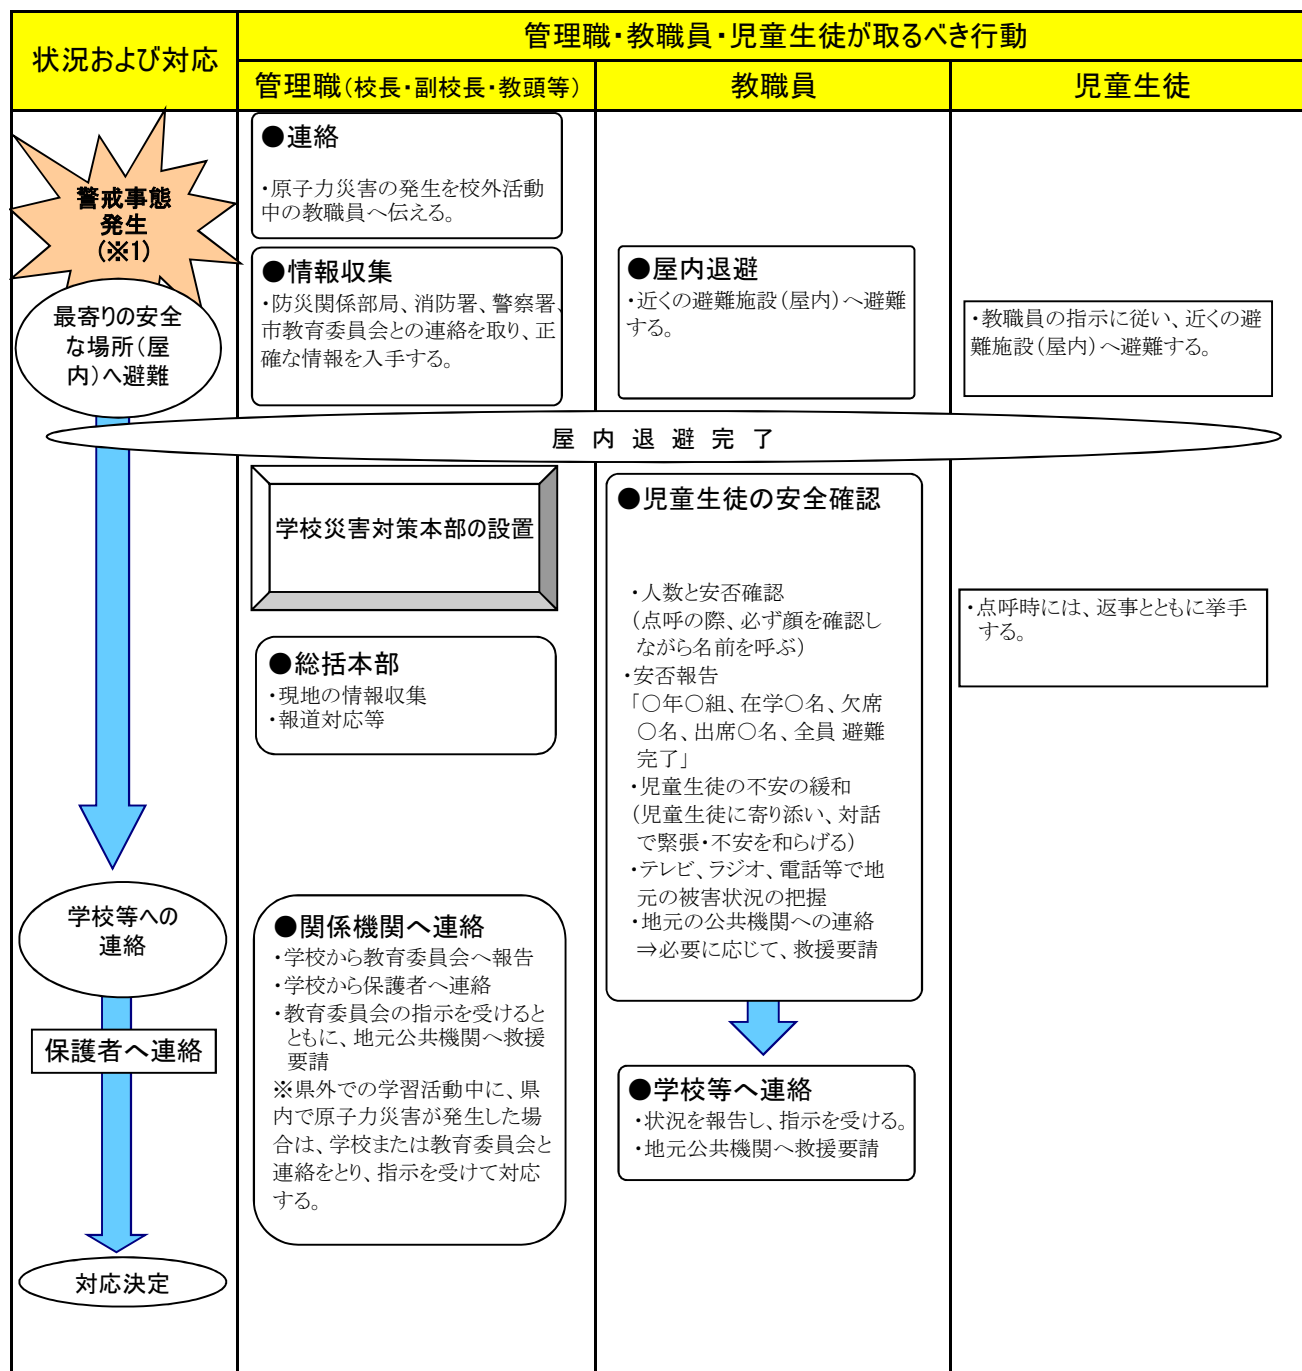 状況および対応
管理職・教職員・児童生徒が取るべき行動
管理職(校長・副校長・教頭等)
教職員
児童生徒
警戒事態
発生
(※1)
最寄りの安全
な場所(屋
内)へ避難
●連絡
・原子力災害の発生を校外活動
中の教職員へ伝える。
●情報収集
・防災関係部局、消防署、警察署、
市教育委員会との連絡を取り、正
確な情報を入手する。
●屋内退避
・近くの避難施設(屋内)へ避難
する。
・教職員の指示に従い、近くの避
難施設(屋内)へ避難する。
屋 内 退 避 完 了
学校災害対策本部の設置
●総括本部
・現地の情報収集
・報道対応等
●児童生徒の安全確認
・人数と安否確認
(点呼の際、必ず顔を確認し
ながら名前を呼ぶ)
・安否報告
「○年○組、在学○名、欠席
○名、出席○名、全員 避難
完了」
・児童生徒の不安の緩和
(児童生徒に寄り添い、対話
で緊張・不安を和らげる)
・テレビ、ラジオ、電話等で地
元の被害状況の把握
・地元の公共機関への連絡
⇒必要に応じて、救援要請
・点呼時には、返事とともに挙手
する。
学校等への
連絡
保護者へ連絡
対応決定
●関係機関へ連絡
・学校から教育委員会へ報告
・学校から保護者へ連絡
・教育委員会の指示を受けると
ともに、地元公共機関へ救援
要請
※県外での学習活動中に、県
内で原子力災害が発生した場
合は、学校または教育委員会と
連絡をとり、指示を受けて対応
する。
●学校等へ連絡
・状況を報告し、指示を受ける。
・地元公共機関へ救援要請